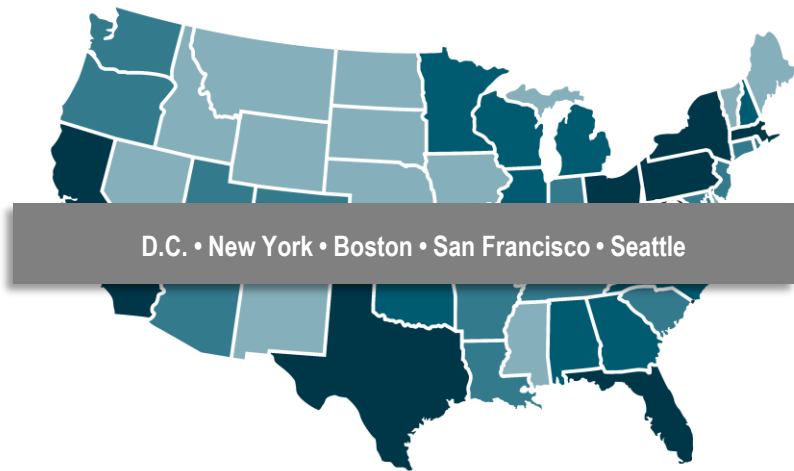 D.C. • New York • Boston • San Francisco • Seattle